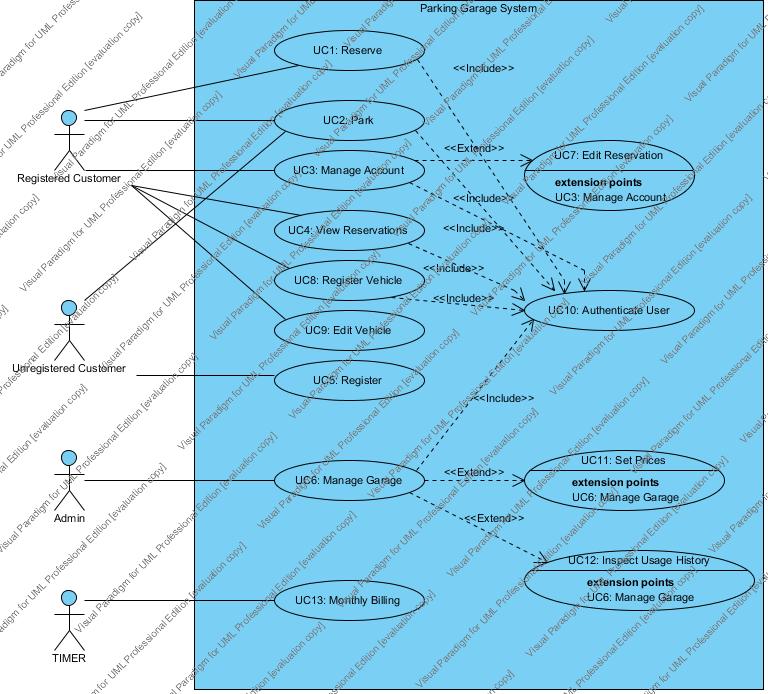 Parking Garage System
UC1: Reserve
<<Include>>
UC2: Park
<<Extend>>
UC7: Edit Reservation
extension points
UC3: Manage Account
Registered Customer
UC3: Manage Account
<<Include>>
UC4: View Reservations
<<Include>>
UC8: Register Vehicle
<<Include>>
UC10: Authenticate User
UC9: Edit Vehicle
Unregistered Customer
UC5: Register
<<Include>>
UC6: Manage Garage
<<Extend>>
UC11: Set Prices
extension points
UC6: Manage Garage
Admin
<<Extend>>
UC12: Inspect Usage History
extension points
UC6: Manage Garage
UC13: Monthly Billing
TIMER
Visual Paradigm for UML Professional Edition [evaluation copy]